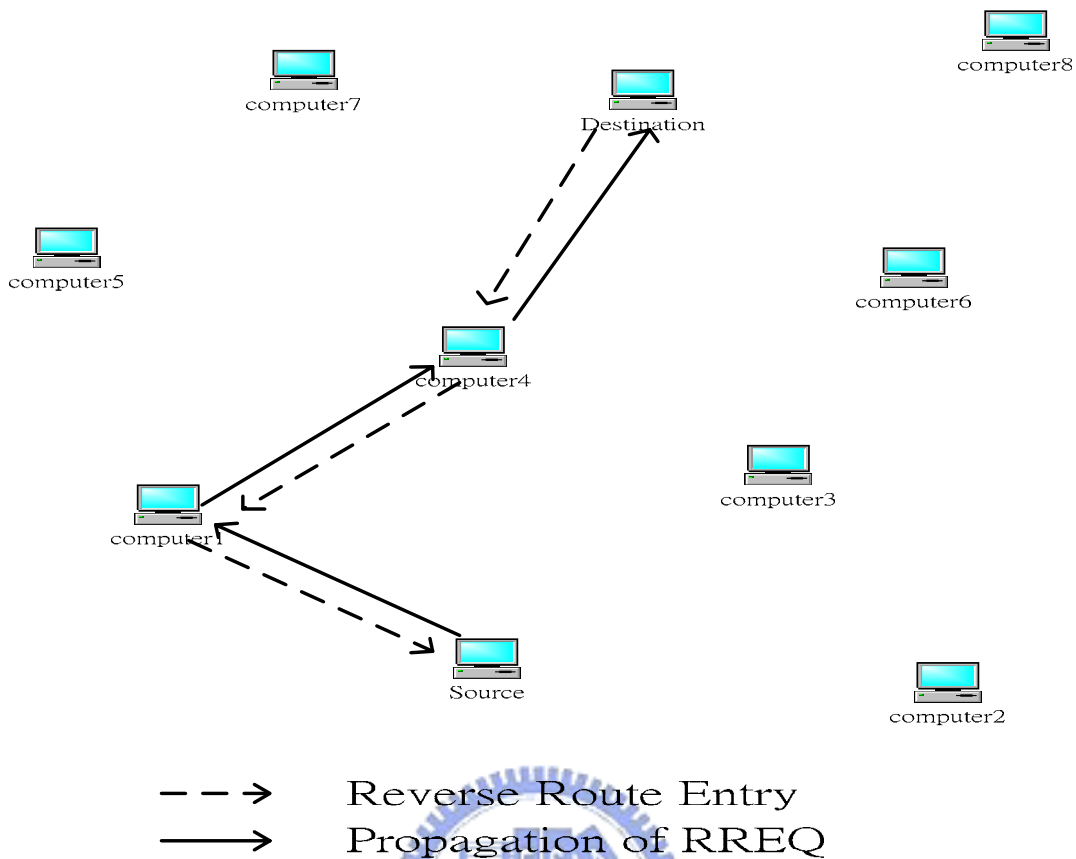 computer8
computer7
Destination
computer5
computer6
computer4
computer3
computer1
Source
computer2
Reverse Route Entry
Propagation of RREQ